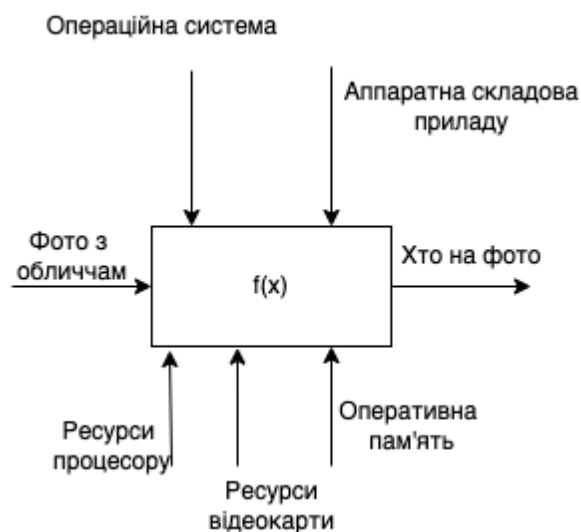 Операційна система
Аппаратна складова
приладу
Фото з
обличчам
f(x)
Хто на фото
Ресурси
процесору
Ресурси
відеокарти
Оперативна
пам'ять